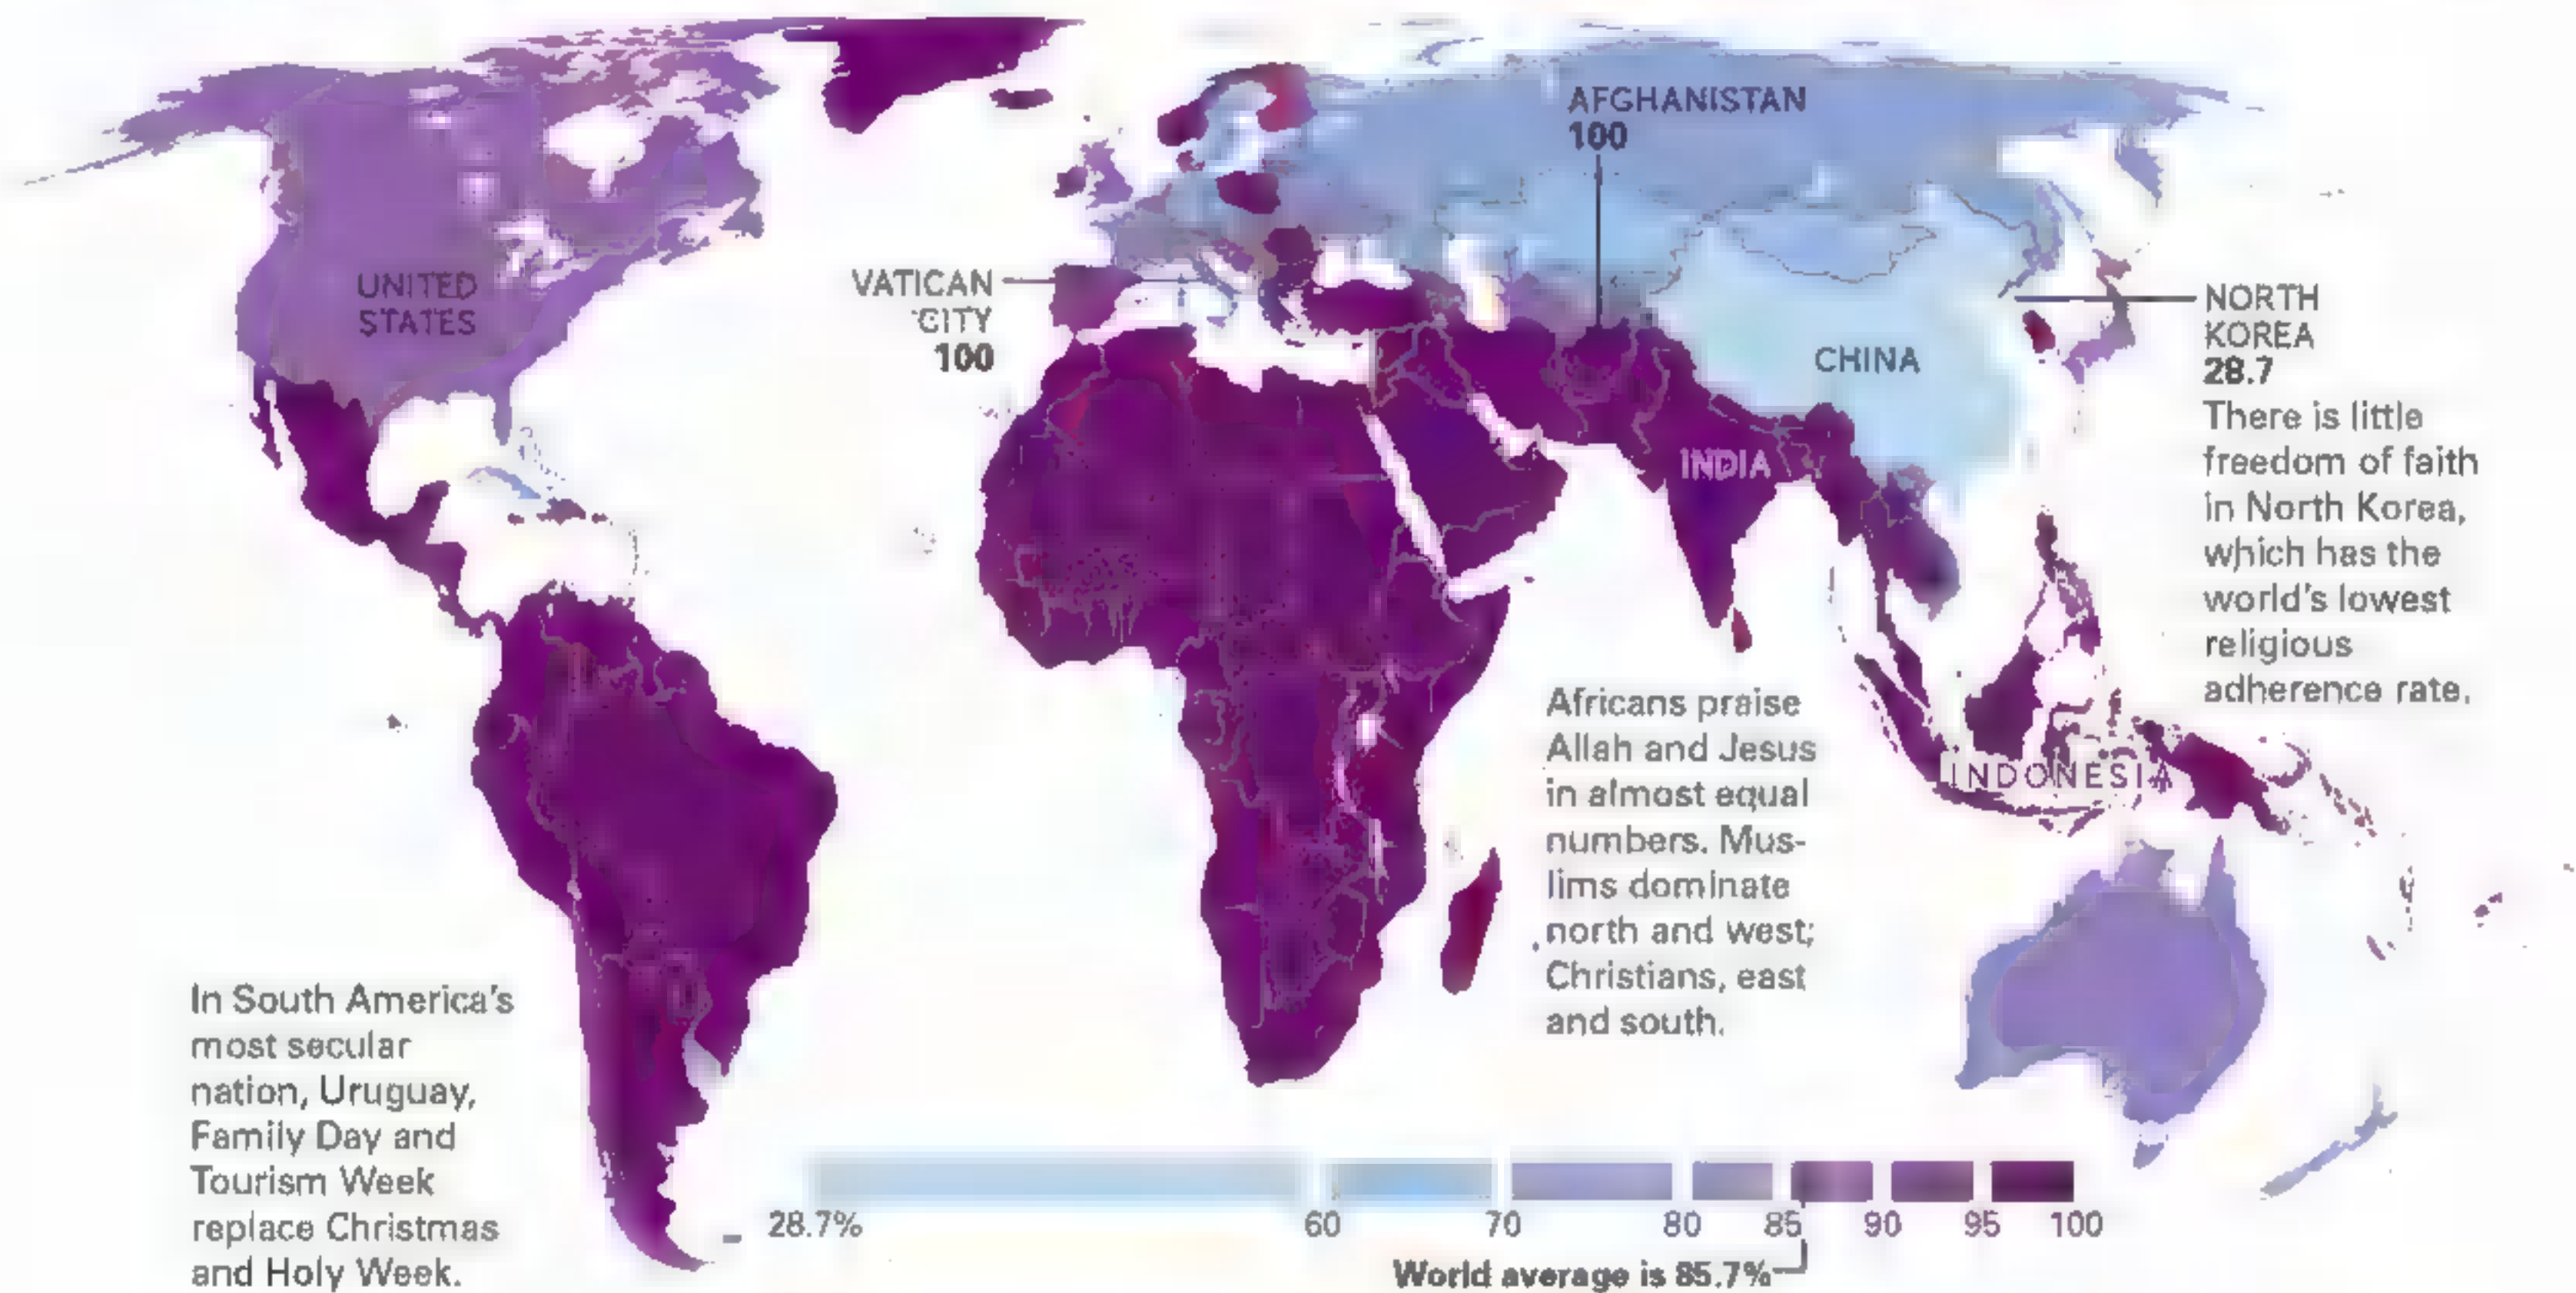 AFGHANISTAN
100
UNITED
STATES
VATICAN
CITY
100
NORTH
KOREA
28.7
There is little
freedom of faith
in North Korea,
which has the
world's lowest
religious
adherence rate.
CHINA
INDIA
INDONESIA
Africans praise
Allah and Jesus
in almost equal
numbers. Mus-
lims dominate
north and west;
Christians, east
and south.
In South America's
most secular
nation, Uruguay,
Family Day and
Tourism Week
replace Christmas
and Holy Week.
28.7% 60 70 80 85 90 95 100
World average is 85.7%